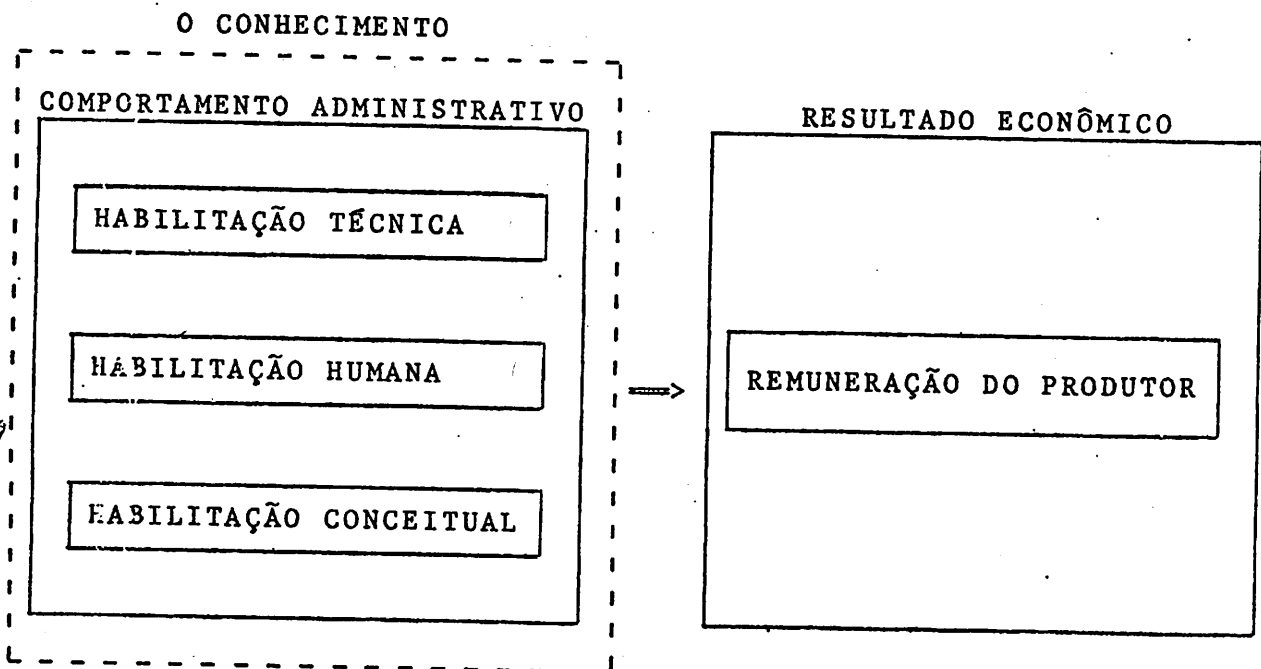 O CONHECIMENTO
COMPORTAMENTO ADMINISTRATIVO
HABILITAÇÃO TÉCNICA
HABILITAÇÃO HUMANA
HABILITAÇÃO CONCEITUAL
RESULTADO ECONÔMICO
REMUNERAÇÃO DO PRODUTOR